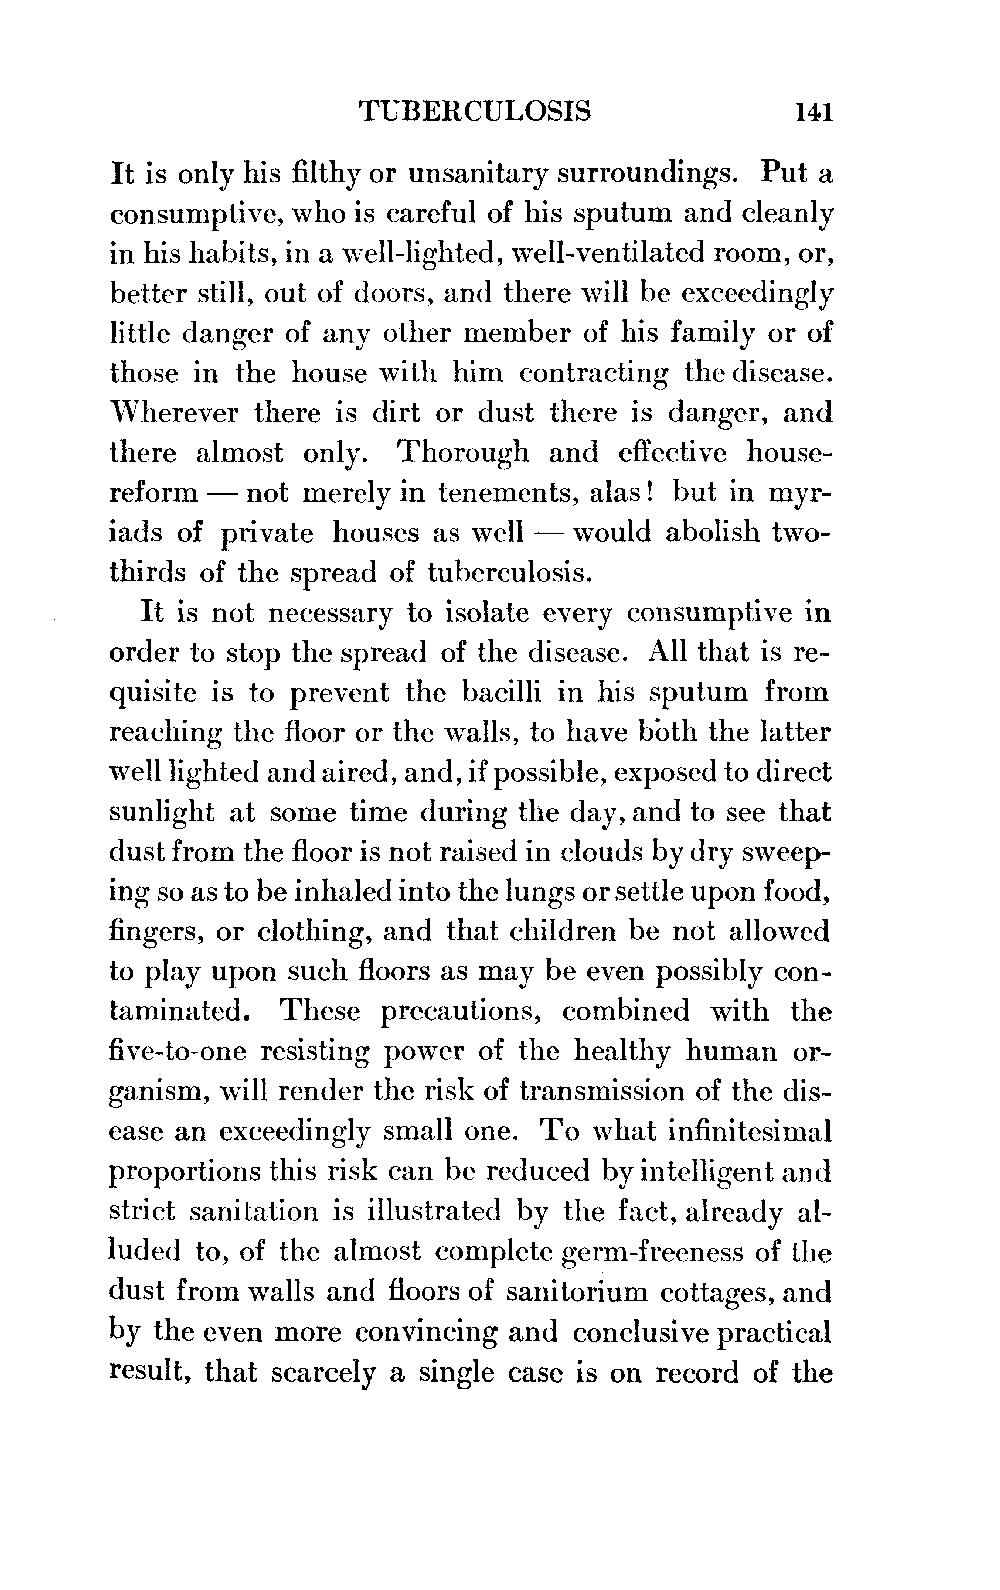 TUBERCULOSIS 141
It is only his filthy or unsanitary surroundings. Put a
consumptive, who is careful of his sputum and cleanly
in his habits, in a well-lighted, well-ventilated room, or,
better still, out of doors, and there will be exceedingly
little danger of any other member of his family or of
those in the house with him contracting the disease.
Wherever there is dirt or dust there is danger, and
there almost only. Thorough and effective house-
reform — not merely in tenements, alas! but in myr-
iads of private houses as well — would abolish two-
thirds of the spread of tuberculosis.
It is not necessary to isolate every consumptive in
order to stop the spread of the disease. All that is re-
quisite is to prevent the bacilli in his sputum from
reaching the floor or the walls, to have both the latter
well lighted and aired, and, if possible, exposed to direct
sunlight at some time during the day, and to see that
dust from the floor is not raised in clouds by dry sweep-
ing so as to be inhaled into the lungs or settle upon food,
fingers, or clothing, and that children be not allowed
to play upon such floors as may be even possibly con-
taminated. These precautions, combined with the
five-to-one resisting power of the healthy human or-
ganism, will render the risk of transmission of the dis-
ease an exceedingly small one. To what infinitesimal
proportions this risk can be reduced by intelligent and
strict sanitation is illustrated by the fact, already al-
luded to, of the almost complete germ-freeness of the
dust from walls and floors of sanitorium cottages, and
by the even more convincing and conclusive practical
result, that scarcely a single case is on record of the